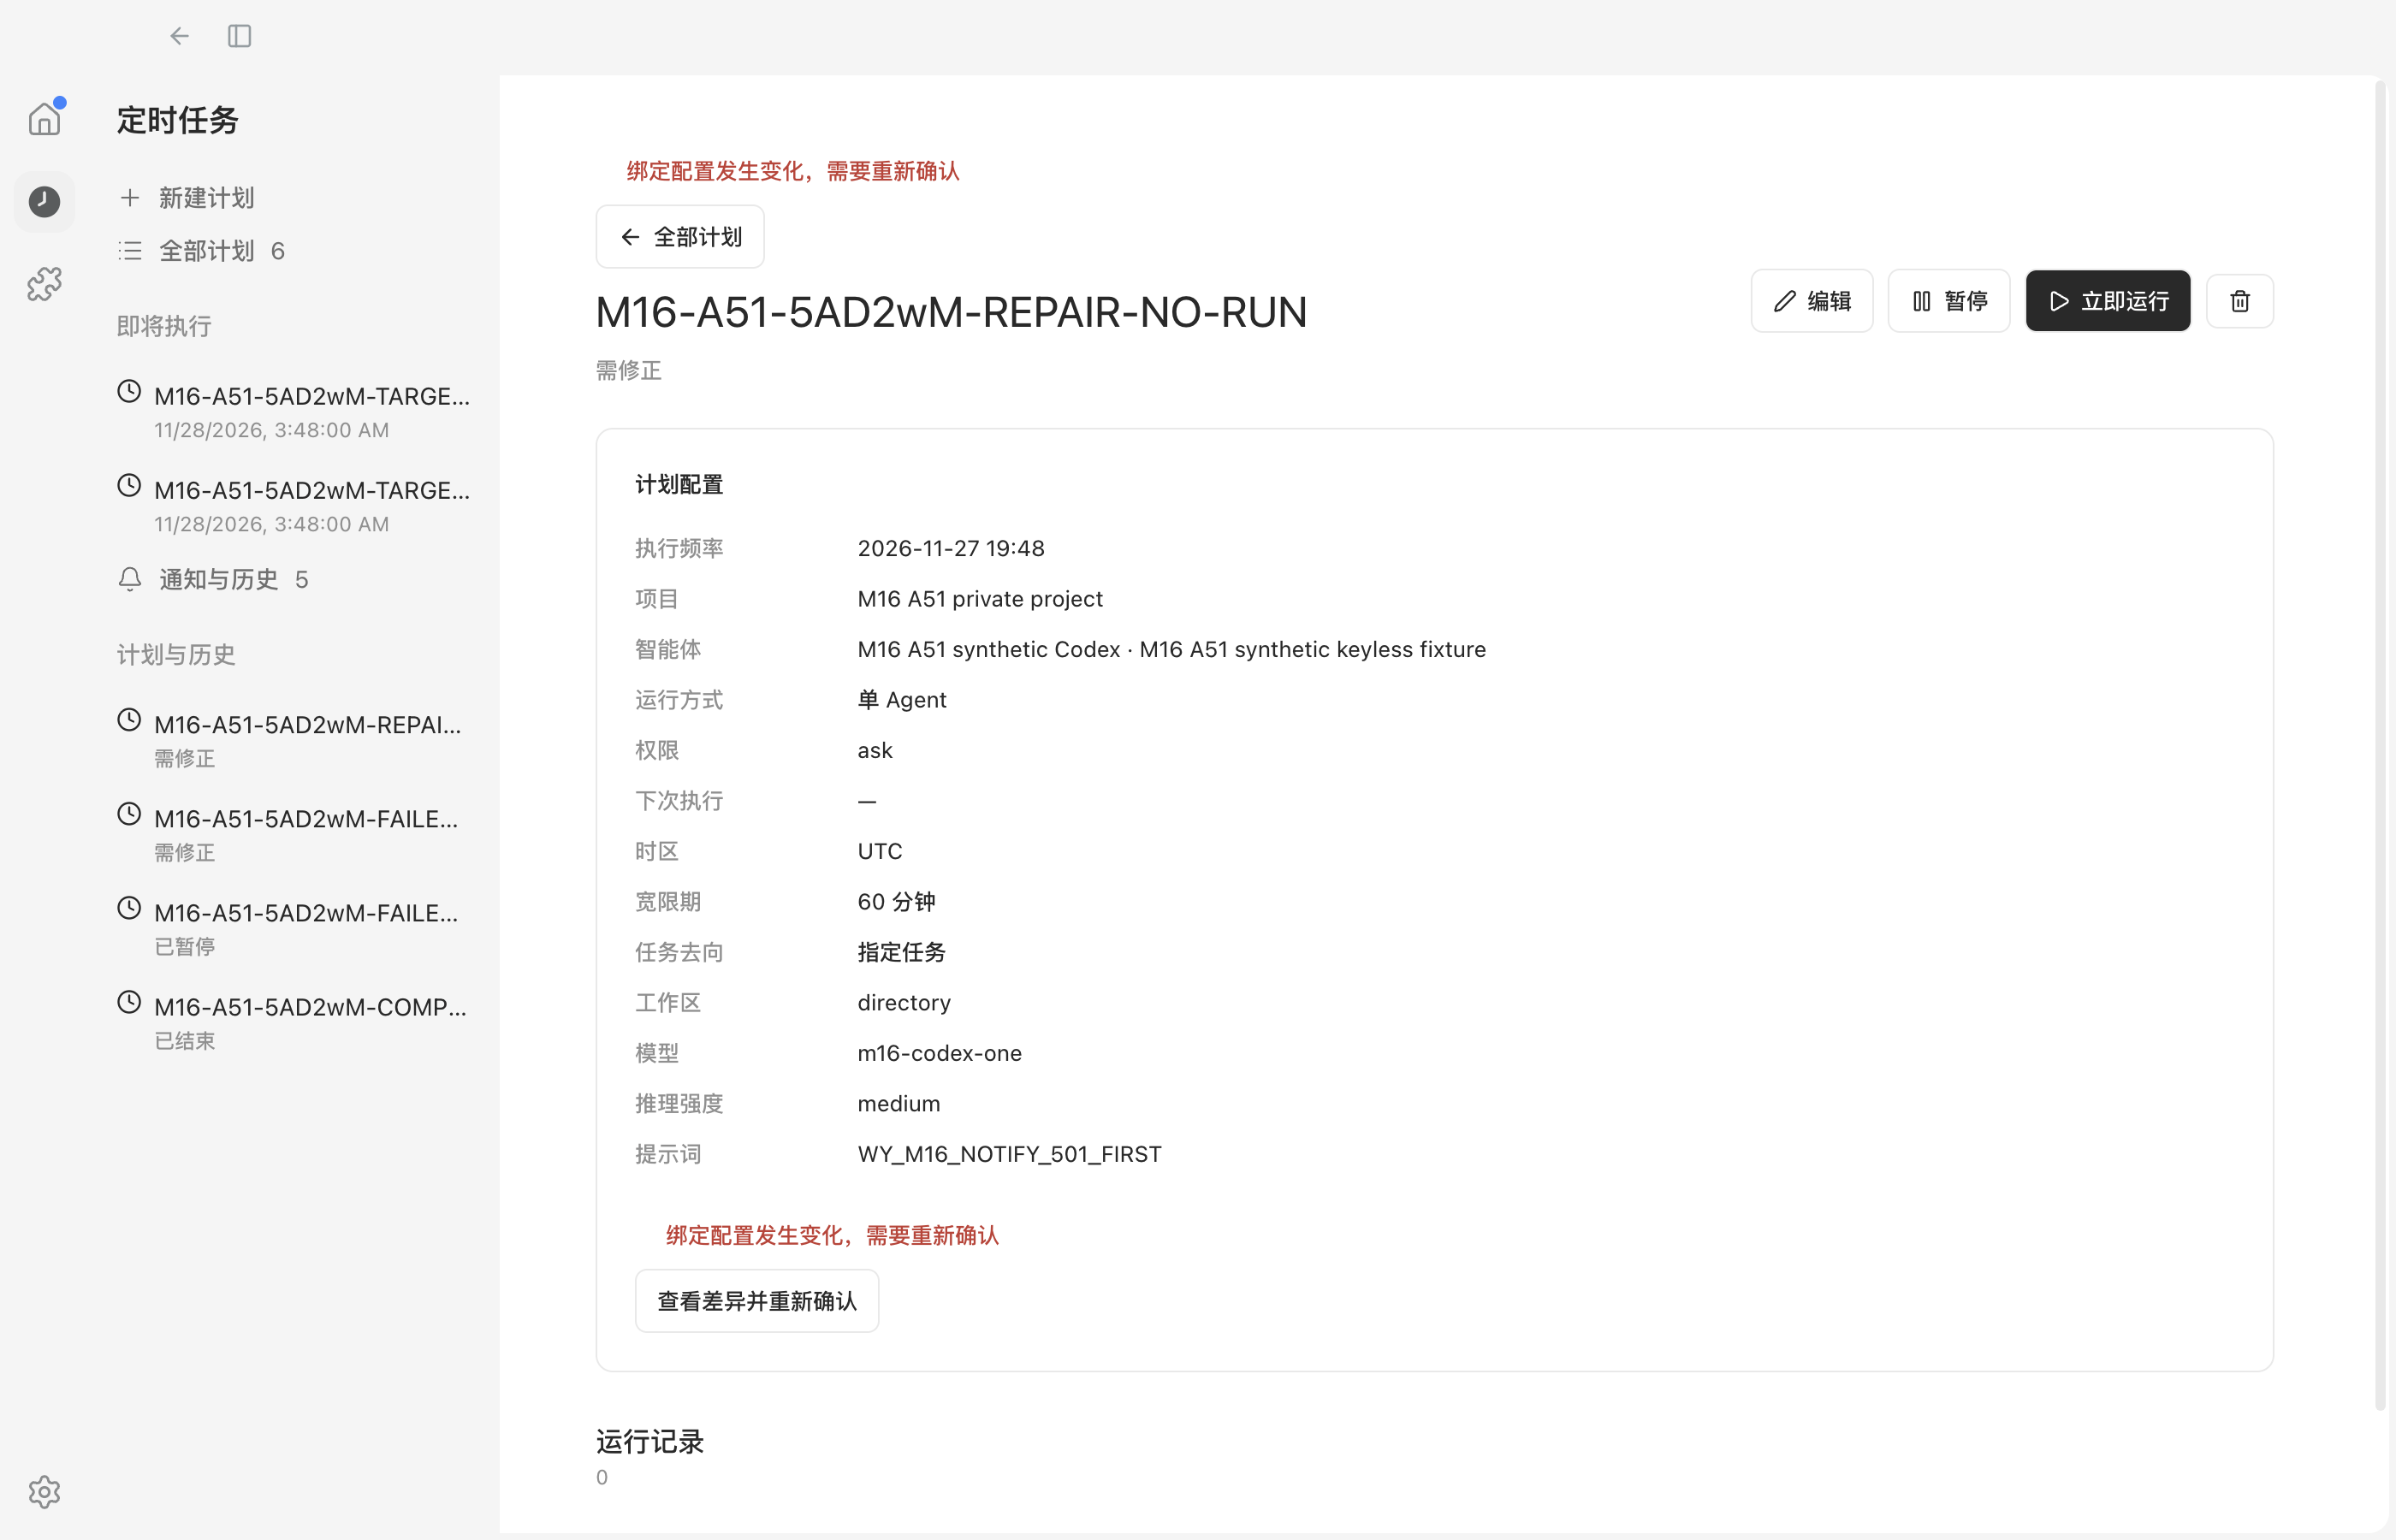 定时任务
新建计划
全部计划 6
即将执行
M16-A51-5AD2wM-TARGE...
11/28/2026, 3:48:00 AM
M16-A51-5AD2wM-TARGE...
11/28/2026, 3:48:00 AM
通知与历史 5
计划与历史
M16-A51-5AD2wM-REPAI...
需修正
M16-A51-5AD2wM-FAILE...
需修正
M16-A51-5AD2wM-FAILE...
已暂停
M16-A51-5AD2wM-COMP...
已结束
绑定配置发生变化，需要重新确认
全部计划
M16-A51-5AD2wM-REPAIR-NO-RUN
编辑 暂停 立即运行
需修正
计划配置
执行频率 2026-11-27 19:48
项目 M16 A51 private project
智能体 M16 A51 synthetic Codex · M16 A51 synthetic keyless fixture
运行方式 单 Agent
权限 ask
下次执行 —
时区 UTC
宽限期 60 分钟
任务去向 指定任务
工作区 directory
模型 m16-codex-one
推理强度 medium
提示词 WY_M16_NOTIFY_501_FIRST
绑定配置发生变化，需要重新确认
查看差异并重新确认
运行记录
0